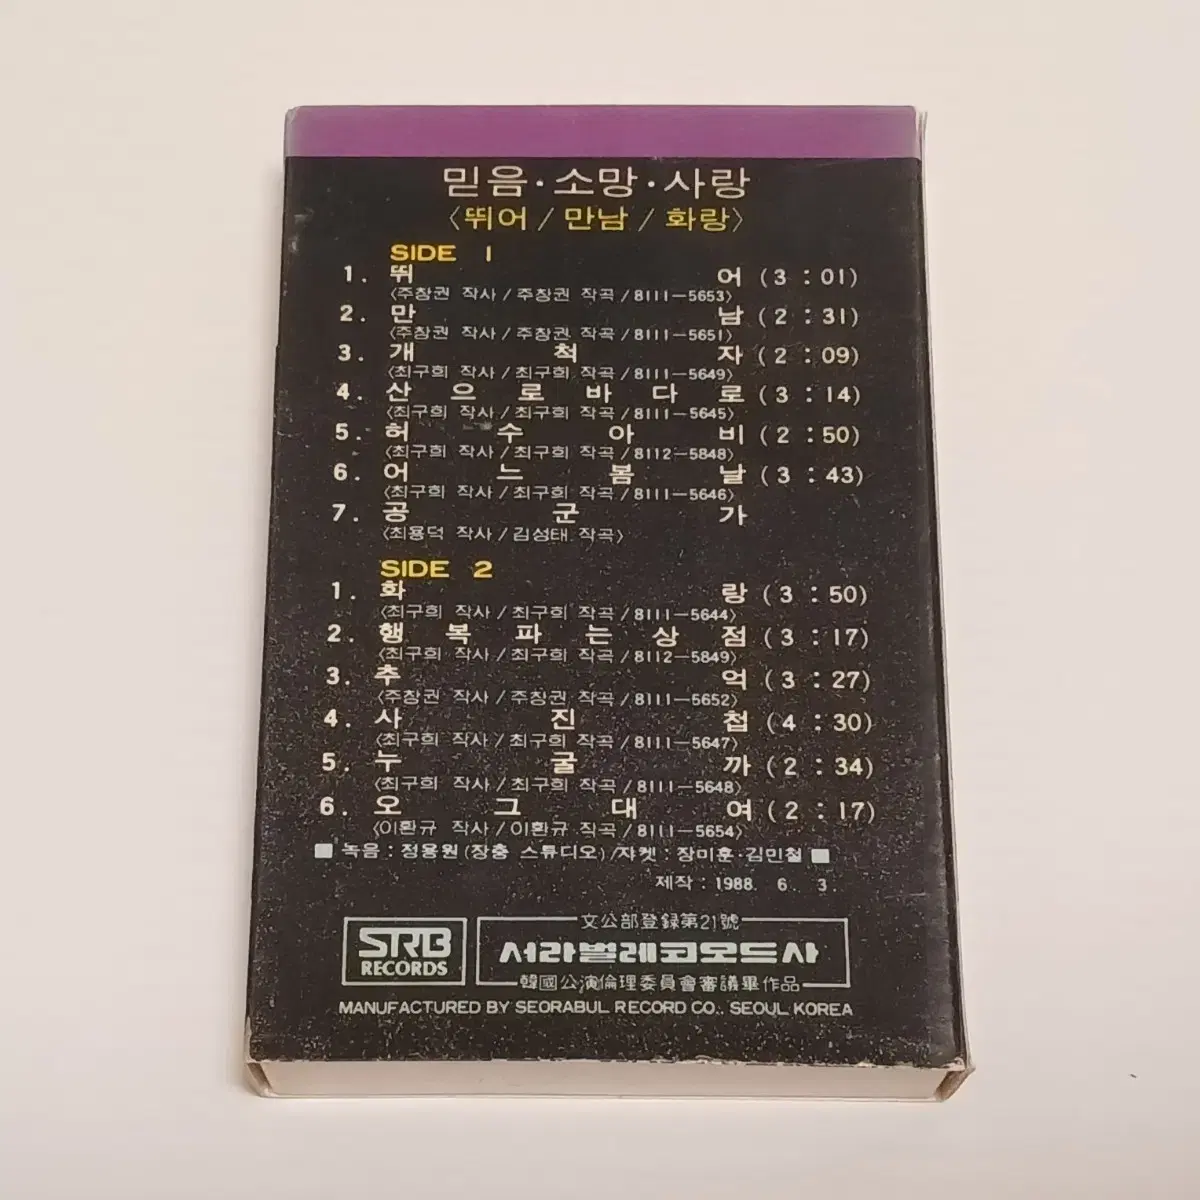 믿음·소망·사랑
〈뛰어/만남/화랑〉
SIDE 1
1. 뛰어 (3 : 01)
〈주창권 작사/주창권 작곡/8111-5653〉
2. 만남 (2 : 31)
〈주창권 작사/주창권 작곡/8111-5651〉
3. 개척자 (2 : 09)
〈최구희 작사/최구희 작곡/8111-5649〉
4. 산으로바다로 (3 : 14)
〈최구희 작사/최구희 작곡/8111-5645〉
5. 허수아비 (2 : 50)
〈최구희 작사/최구희 작곡/8112-5848〉
6. 어느봄날 (3 : 43)
〈최구희 작사/최구희 작곡/8111-5646〉
7. 공군가
〈최용덕 작사/김성태 작곡〉
SIDE 2
1. 화랑 (3 : 50)
〈최구희 작사/최구희 작곡/8111-5644〉
2. 행복파는상점 (3 : 17)
〈최구희 작사/최구희 작곡/8112-5849〉
3. 추억 (3 : 27)
〈주창권 작사/주창권 작곡/8111-5652〉
4. 사진첩 (4 : 30)
〈최구희 작사/최구희 작곡/8111-5647〉
5. 누굴까 (2 : 34)
〈최구희 작사/최구희 작곡/8111-5648〉
6. 오그대여 (2 : 17)
〈이환규 작사/이환규 작곡/8111-5654〉
■ 녹음 : 정용원(장충 스튜디오)/쟈켓 : 장미훈·김민철 ■
제작 : 1988. 6. 3.
文公部登録第21號
SRB
RECORDS
서라벌레코오드사
韓國公演倫理委員會審議畢作品
MANUFACTURED BY SEORABUL RECORD CO., SEOUL KOREA